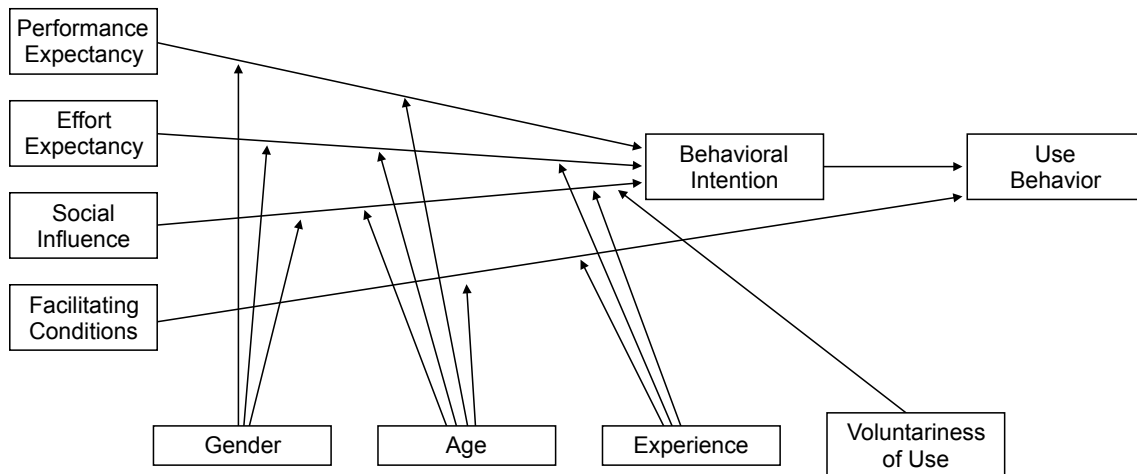 Performance
Expectancy
Effort
Expectancy
Social
Influence
Facilitating
Conditions
Behavioral
Intention
Use
Behavior
Gender
Age
Experience
Voluntariness
of Use